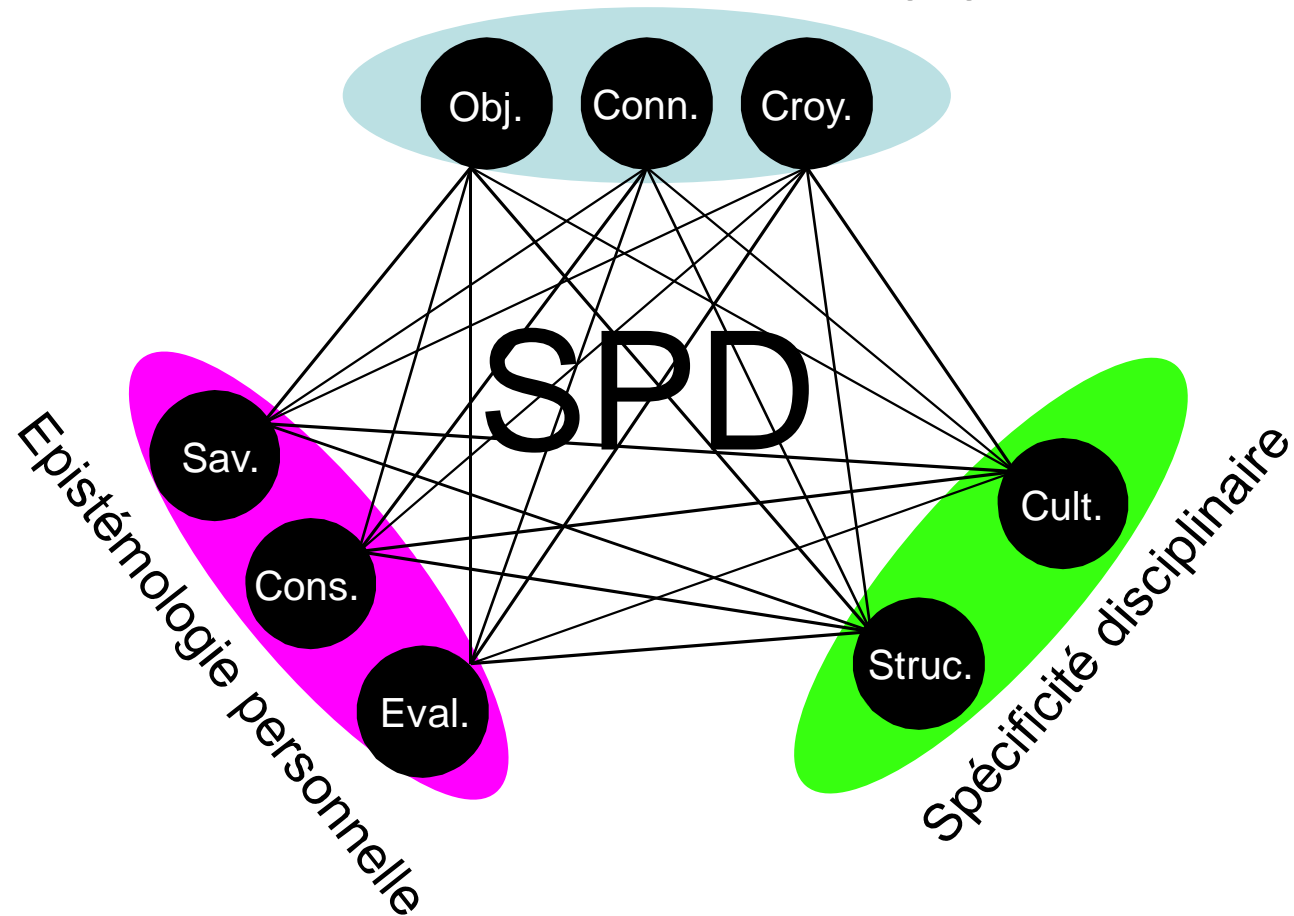 Obj.
Conn.
Croy.
SPD
Sav.
Cons.
Eval.
Cult.
Struc.
Epistémologie personnelle
Spécificité disciplinaire